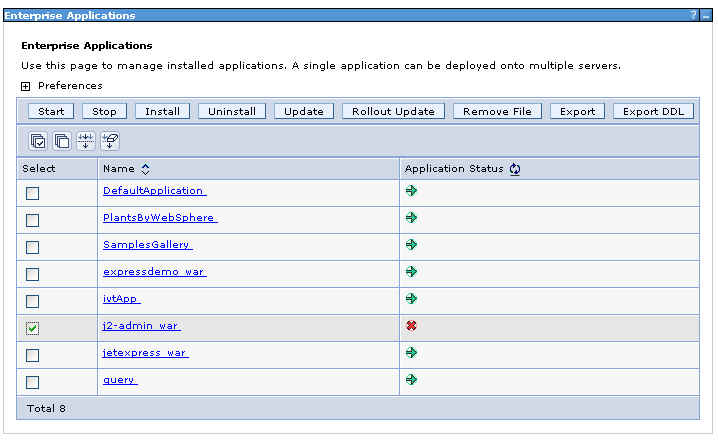 Enterprise Applications ? _
Enterprise Applications
Use this page to manage installed applications. A single application can be deployed onto multiple servers.
+ Preferences
Start Stop Install Uninstall Update Rollout Update Remove File Export Export DDL
Select Name Application Status
DefaultApplication
PlantsByWebSphere
SamplesGallery
expressdemo_war
ivtApp
j2-admin_war
jetexpress_war
query
Total 8